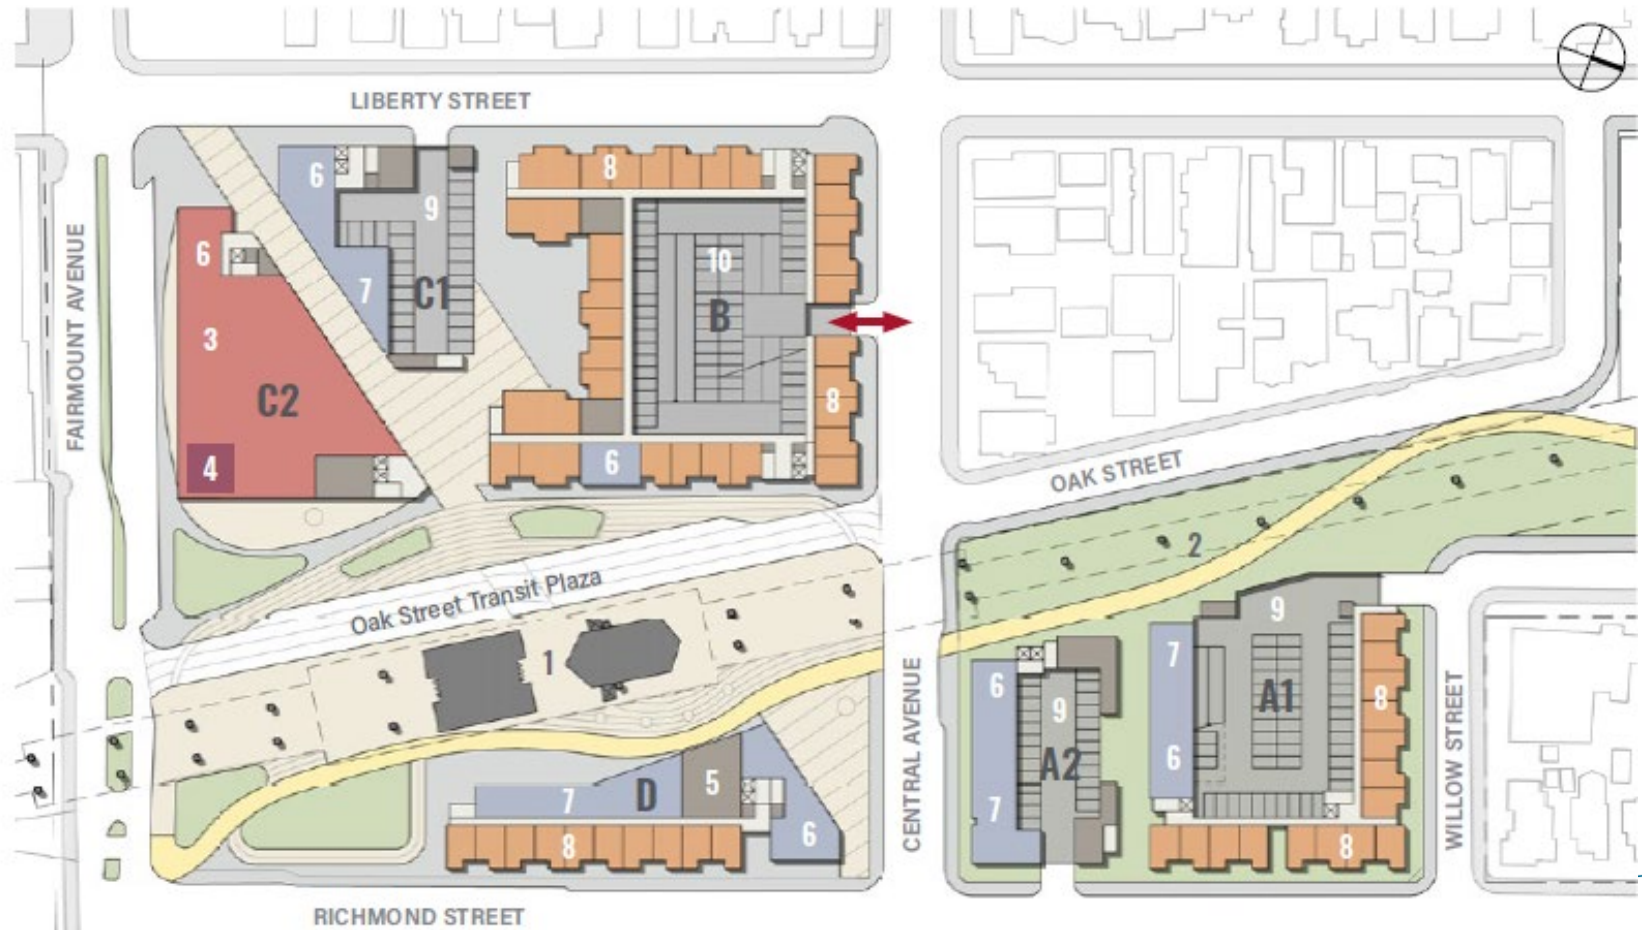 LIBERTY STREET
8
6
9
6
10
7
C1
B
3
C2
8
4
6
FAIRMOUNT AVENUE
OAK STREET
2
Oak Street Transit Plaza
1
9
7
6
8
9
A1
A2
6
7
5
D
7
6
8
8
CENTRAL AVENUE
WILLOW STREET
RICHMOND STREET